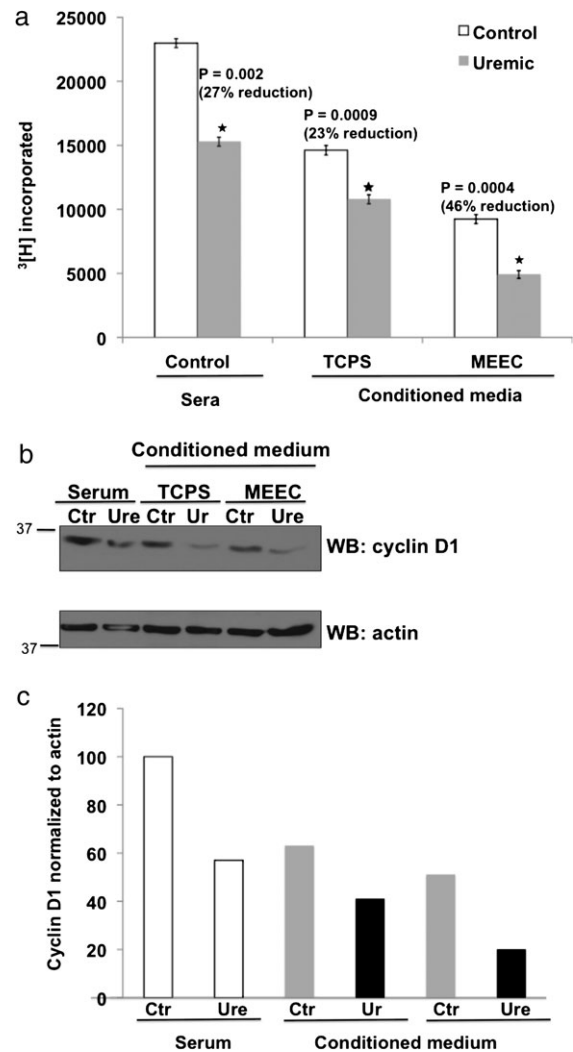 a
25000
20000
15000
10000
5000
0
³[H] incorporated
Control
Uremic
P = 0.002
(27% reduction)
P = 0.0009
(23% reduction)
P = 0.0004
(46% reduction)
Control TCPS MEEC
Sera Conditioned media
b
Conditioned medium
Serum TCPS MEEC
Ctr Ure Ctr Ur Ctr Ure
37
WB: cyclin D1
WB: actin
37
c
Cyclin D1 normalized to actin
120
100
80
60
40
20
0
Ctr Ure Ctr Ur Ctr Ure
Serum Conditioned medium